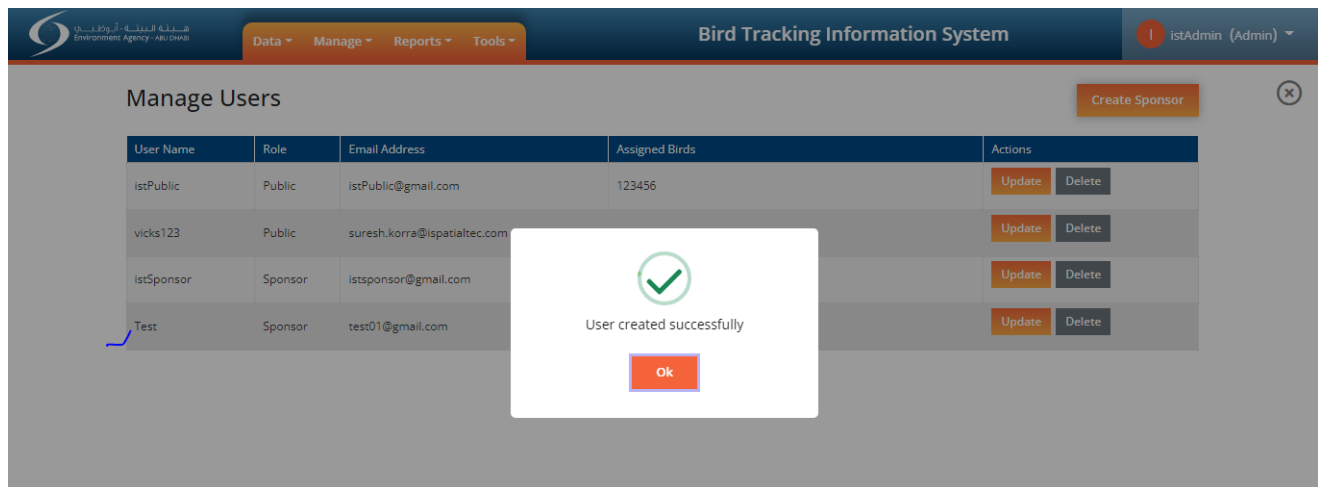 هـيـئـة الـبـيـئـة - أبـوظـبـي
Environment Agency - ABU DHABI
Data Manage Reports Tools
Bird Tracking Information System
I istAdmin (Admin)
Manage Users
Create Sponsor
User Name Role Email Address Assigned Birds Actions
istPublic Public istPublic@gmail.com 123456 Update Delete
vicks123 Public suresh.korra@ispatialtec.com Update Delete
istSponsor Sponsor istsponsor@gmail.com Update Delete
Test Sponsor test01@gmail.com Update Delete
User created successfully
Ok